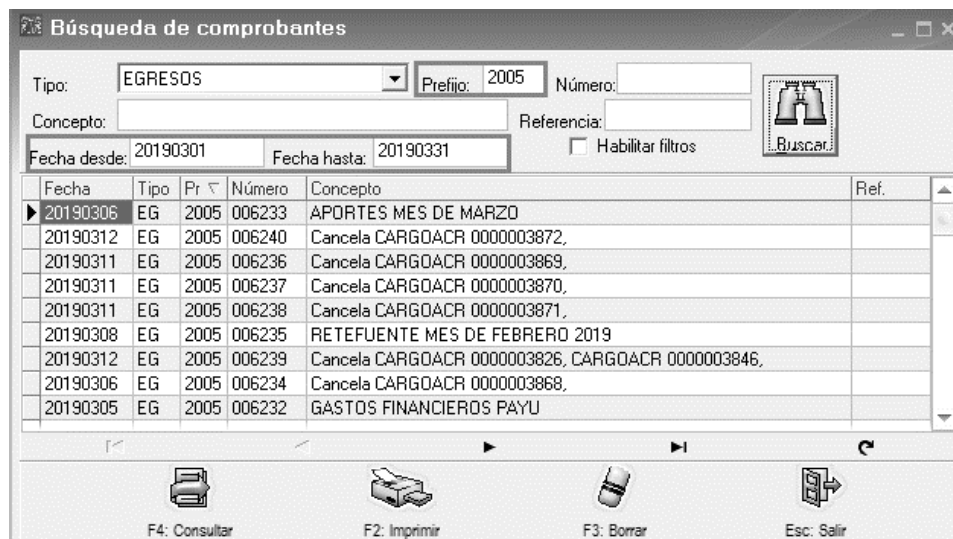 Búsqueda de comprobantes
Tipo: EGRESOS Prefijo: 2005 Número:
Concepto: Referencia:
Fecha desde: 20190301 Fecha hasta: 20190331 Habilitar filtros Buscar
Fecha Tipo Pr Número Concepto Ref.
20190306 EG 2005 006233 APORTES MES DE MARZO
20190312 EG 2005 006240 Cancela CARGOACR 0000003872,
20190311 EG 2005 006236 Cancela CARGOACR 0000003869,
20190311 EG 2005 006237 Cancela CARGOACR 0000003870,
20190311 EG 2005 006238 Cancela CARGOACR 0000003871,
20190308 EG 2005 006235 RETEFUENTE MES DE FEBRERO 2019
20190312 EG 2005 006239 Cancela CARGOACR 0000003826, CARGOACR 0000003846,
20190306 EG 2005 006234 Cancela CARGOACR 0000003868,
20190305 EG 2005 006232 GASTOS FINANCIEROS PAYU
F4: Consultar F2: Imprimir F3: Borrar Esc: Salir